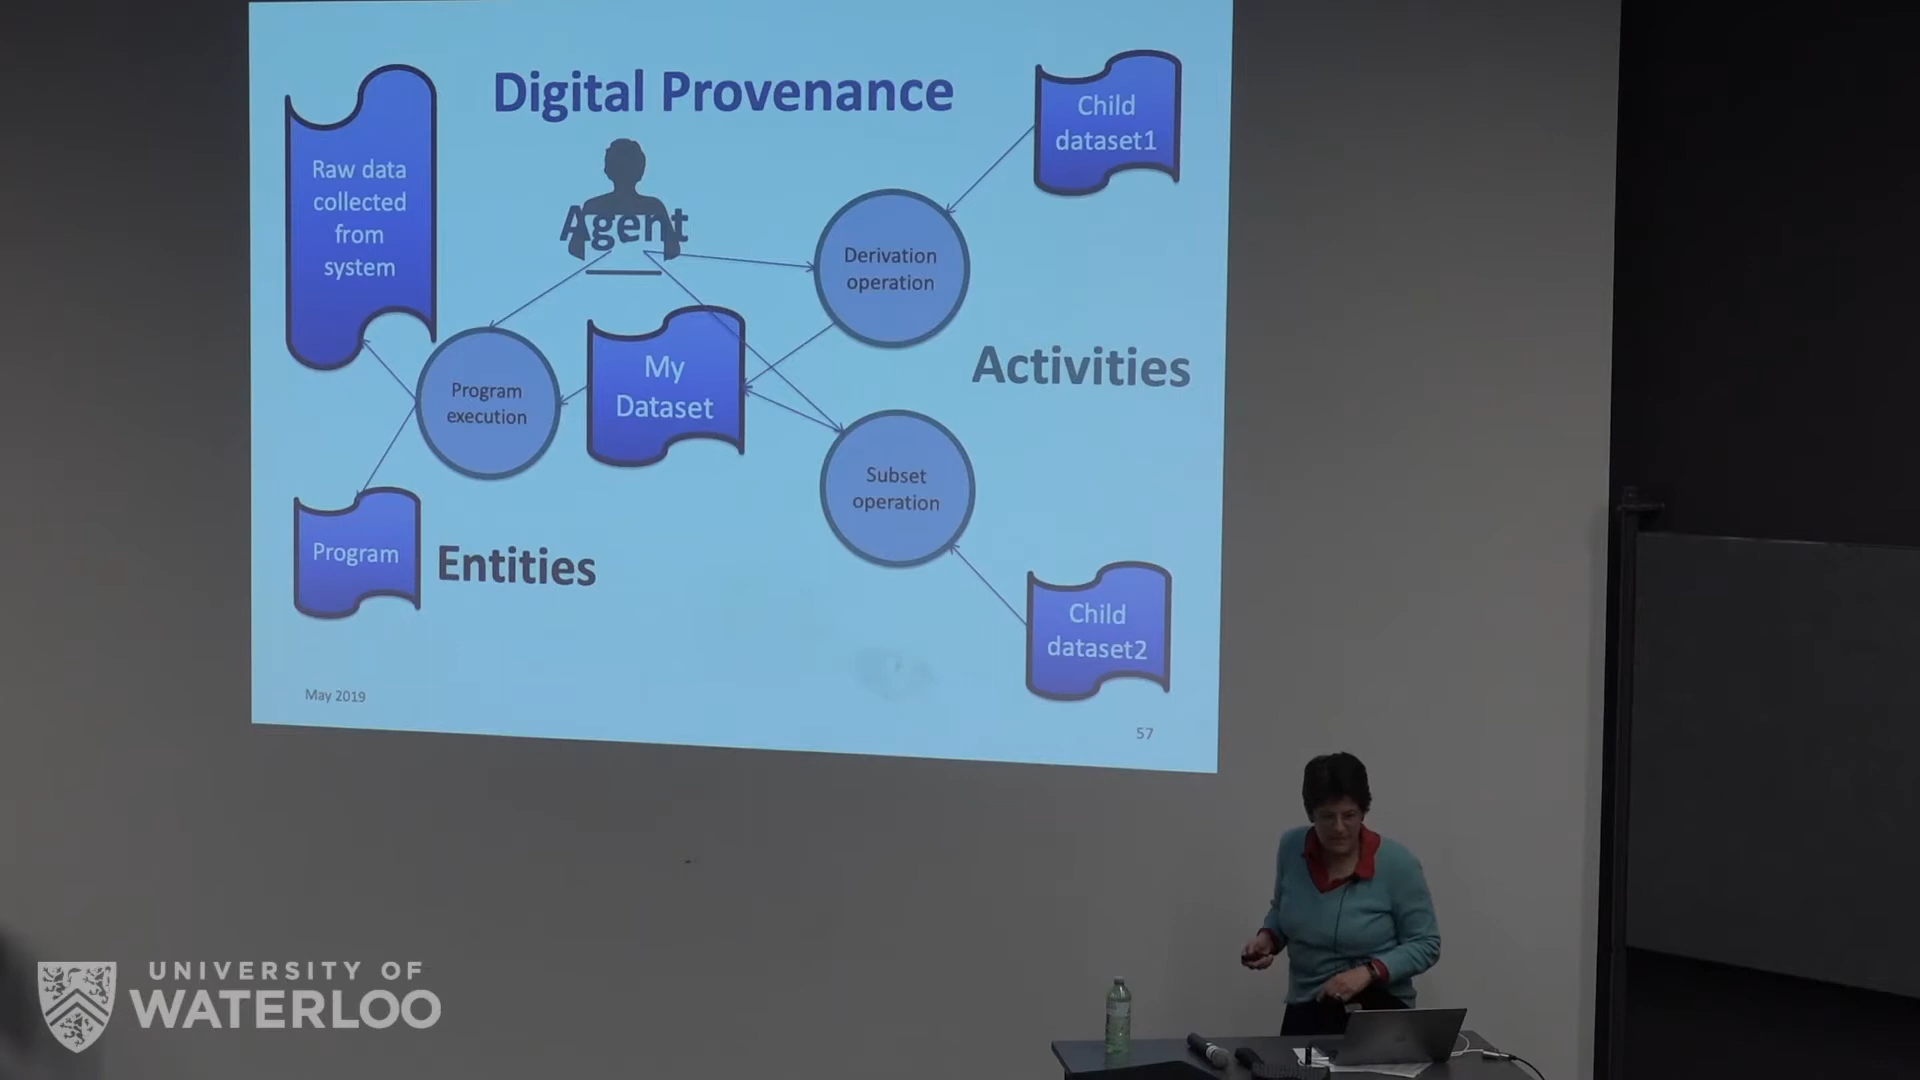 Digital Provenance
Raw data
collected
from
system
Agent
Child
dataset1
Derivation
operation
My
Dataset
Activities
Program
execution
Subset
operation
Program
Entities
Child
dataset2
May 2019
57
UNIVERSITY OF
WATERLOO